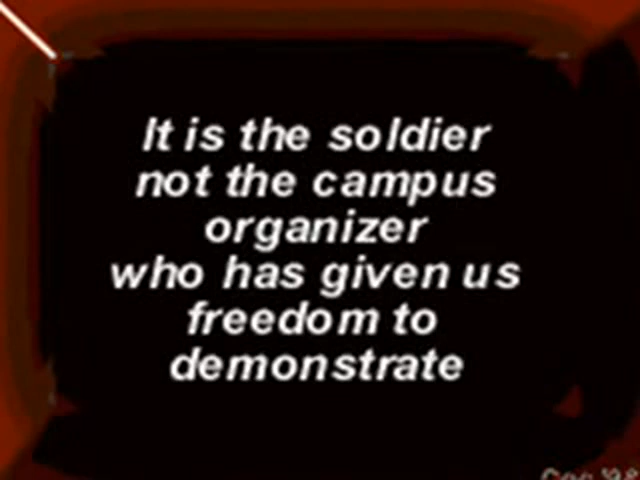 It is the soldier
not the campus
organizer
who has given us
freedom to
demonstrate